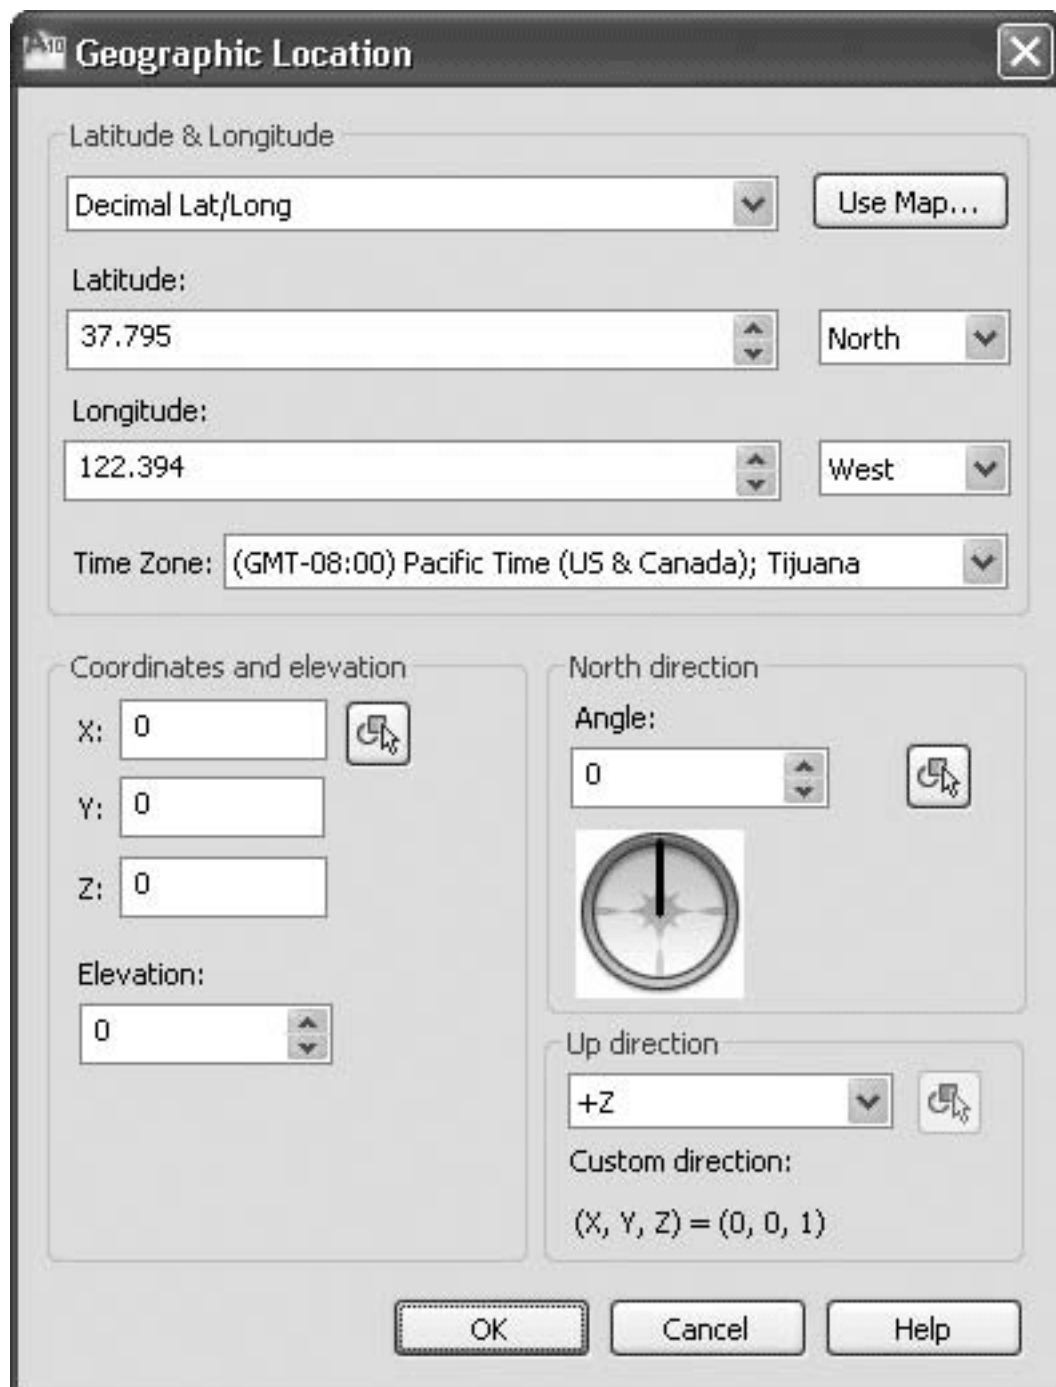 Geographic Location
Latitude & Longitude
Decimal Lat/Long
Use Map...
Latitude:
37.795
North
Longitude:
122.394
West
Time Zone: (GMT-08:00) Pacific Time (US & Canada); Tijuana
Coordinates and elevation
X: 0
Y: 0
Z: 0
Elevation:
0
North direction
Angle:
0
Up direction
+Z
Custom direction:
(X, Y, Z) = (0, 0, 1)
OK
Cancel
Help